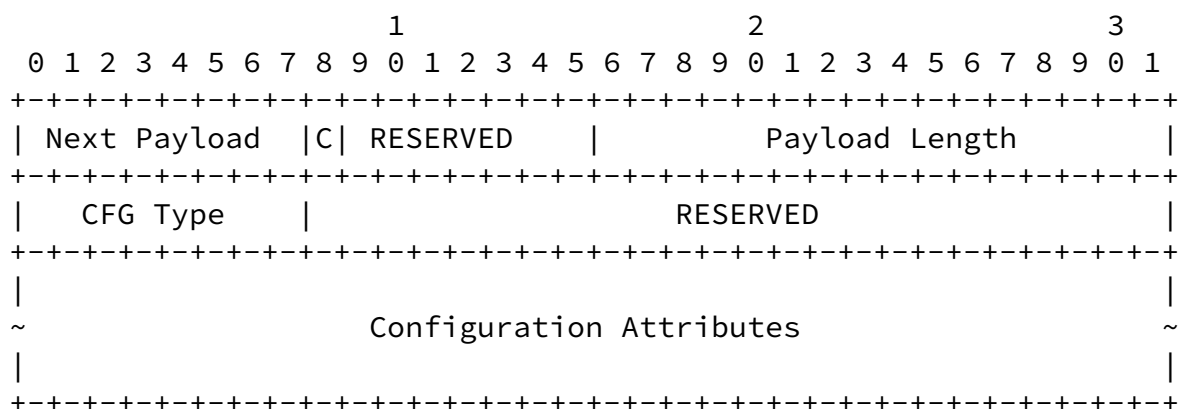 1                   2                   3
 0 1 2 3 4 5 6 7 8 9 0 1 2 3 4 5 6 7 8 9 0 1 2 3 4 5 6 7 8 9 0 1
+-+-+-+-+-+-+-+-+-+-+-+-+-+-+-+-+-+-+-+-+-+-+-+-+-+-+-+-+-+-+-+-+
| Next Payload  |C| RESERVED    |         Payload Length        |
+-+-+-+-+-+-+-+-+-+-+-+-+-+-+-+-+-+-+-+-+-+-+-+-+-+-+-+-+-+-+-+-+
|   CFG Type    |                    RESERVED                   |
+-+-+-+-+-+-+-+-+-+-+-+-+-+-+-+-+-+-+-+-+-+-+-+-+-+-+-+-+-+-+-+-+
|                                                               |
~                   Configuration Attributes                    ~
|                                                               |
+-+-+-+-+-+-+-+-+-+-+-+-+-+-+-+-+-+-+-+-+-+-+-+-+-+-+-+-+-+-+-+-+